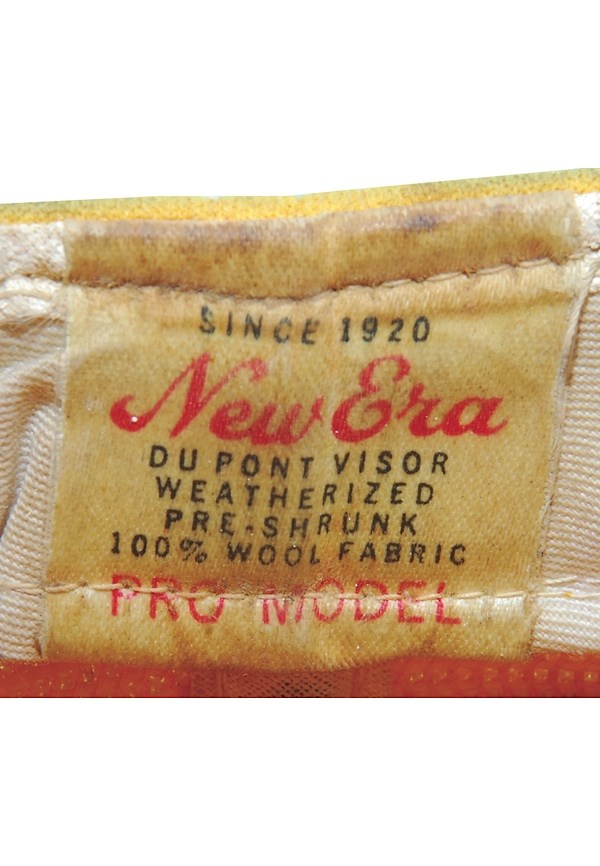 SINCE 1920
New Era
DU PONT VISOR
WEATHERIZED
PRE-SHRUNK
100% WOOL FABRIC
PRO MODEL